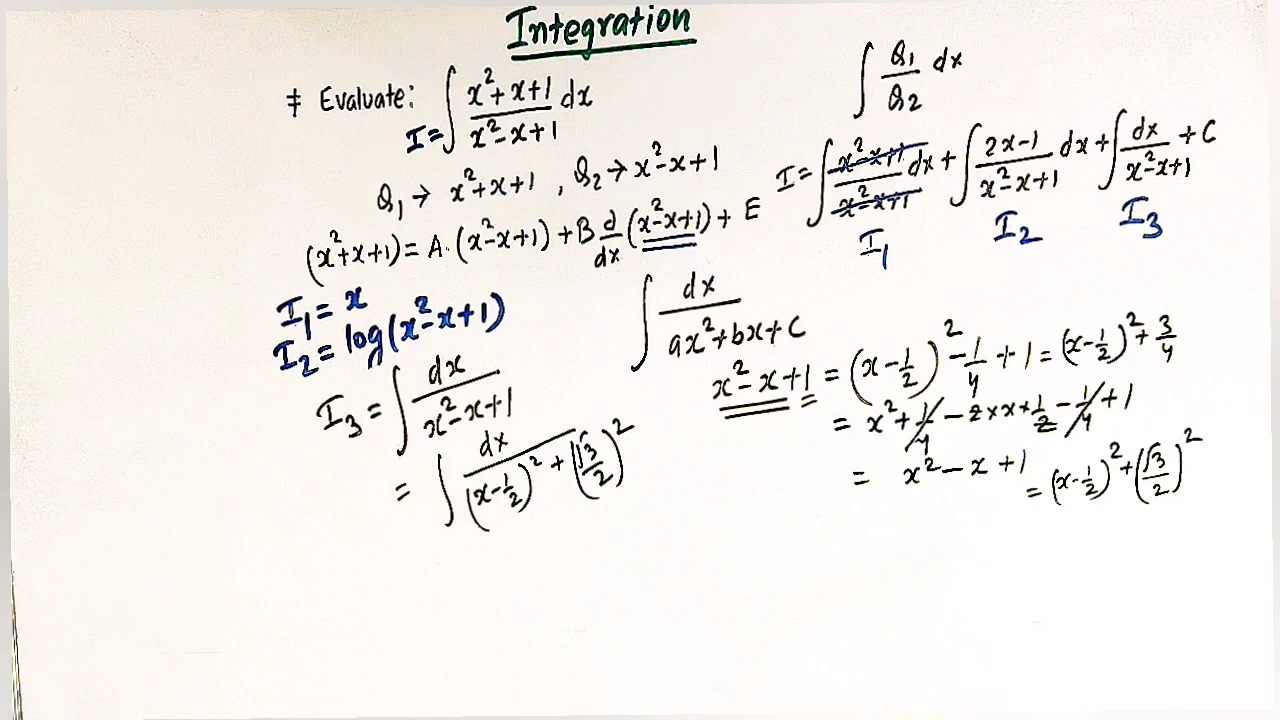 Integration
# Evaluate: I = ∫ (x² + x + 1)/(x² - x + 1) dx
Q₁ → x² + x + 1 , Q₂ → x² - x + 1
(x² + x + 1) = A · (x² - x + 1) + B d/dx (x² - x + 1) + E
∫ Q₁/Q₂ dx
I = ∫ (x² - x + 1)/(x² - x + 1) dx + ∫ (2x - 1)/(x² - x + 1) dx + ∫ dx/(x² - x + 1) + C
I₁ I₂ I₃
I₁ = x
I₂ = log(x² - x + 1)
I₃ = ∫ dx/(x² - x + 1)
= ∫ dx/((x - 1/2)² + (√3/2)²)
∫ dx/(ax² + bx + c)
x² - x + 1 = (x - 1/2)² - 1/4 + 1 = (x - 1/2)² + 3/4
= x² + 1/4 - 2 × x × 1/2 - 1/4 + 1
= x² - x + 1
= (x - 1/2)² + (√3/2)²